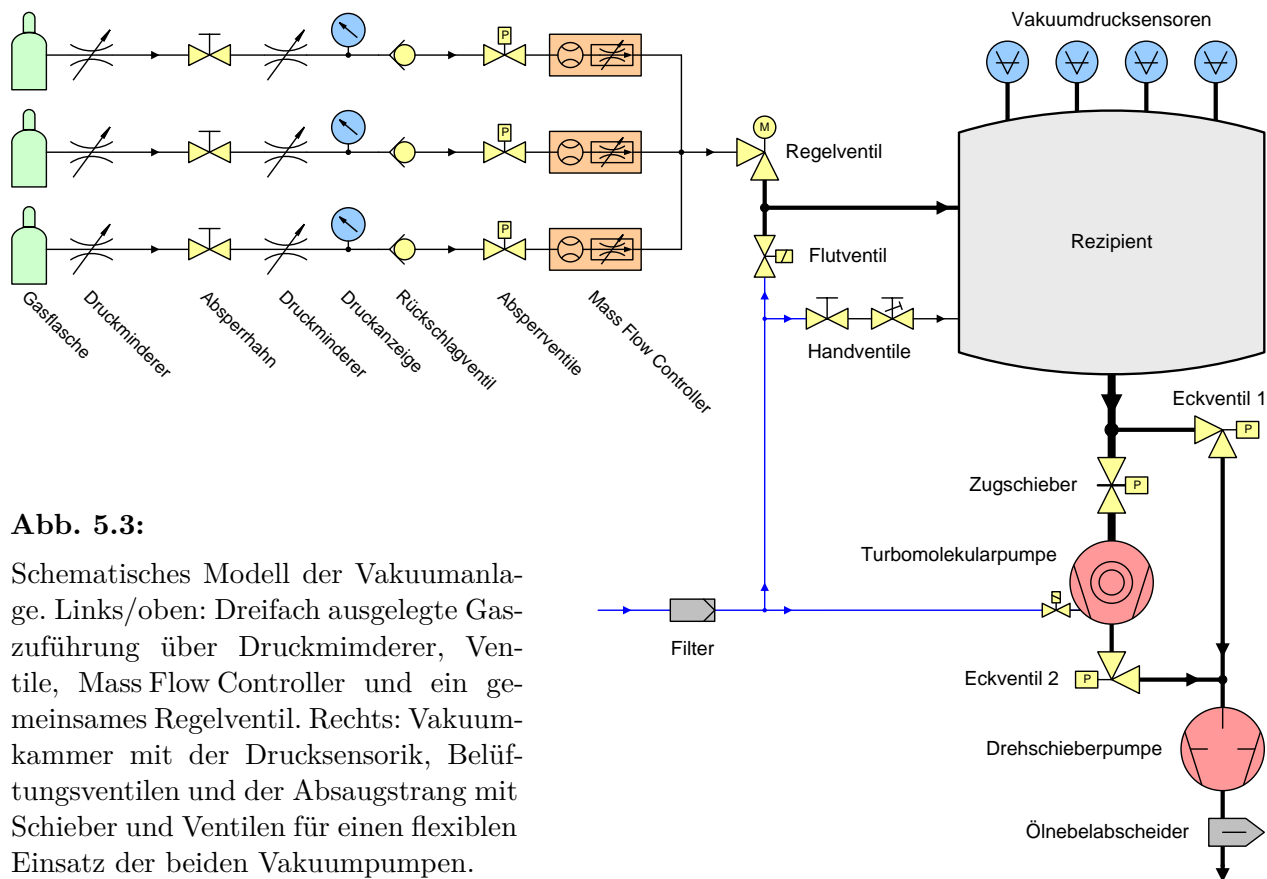 Vakuumdrucksensoren
P
P
P
M
Regelventil
Rezipient
Flutventil
Handventile
Gasflasche
Druckminderer
Absperrhahn
Druckminderer
Druckanzeige
Rückschlagventil
Absperrventile
Mass Flow Controller
Eckventil 1
P
Zugschieber
P
Turbomolekularpumpe
Filter
Eckventil 2
P
Drehschieberpumpe
Ölnebelabscheider
Abb. 5.3:
Schematisches Modell der Vakuumanla-
ge. Links/oben: Dreifach ausgelegte Gas-
zuführung über Druckmimderer, Ven-
tile, Mass Flow Controller und ein ge-
meinsames Regelventil. Rechts: Vakuum-
kammer mit der Drucksensorik, Belüf-
tungsventilen und der Absaugstrang mit
Schieber und Ventilen für einen flexiblen
Einsatz der beiden Vakuumpumpen.